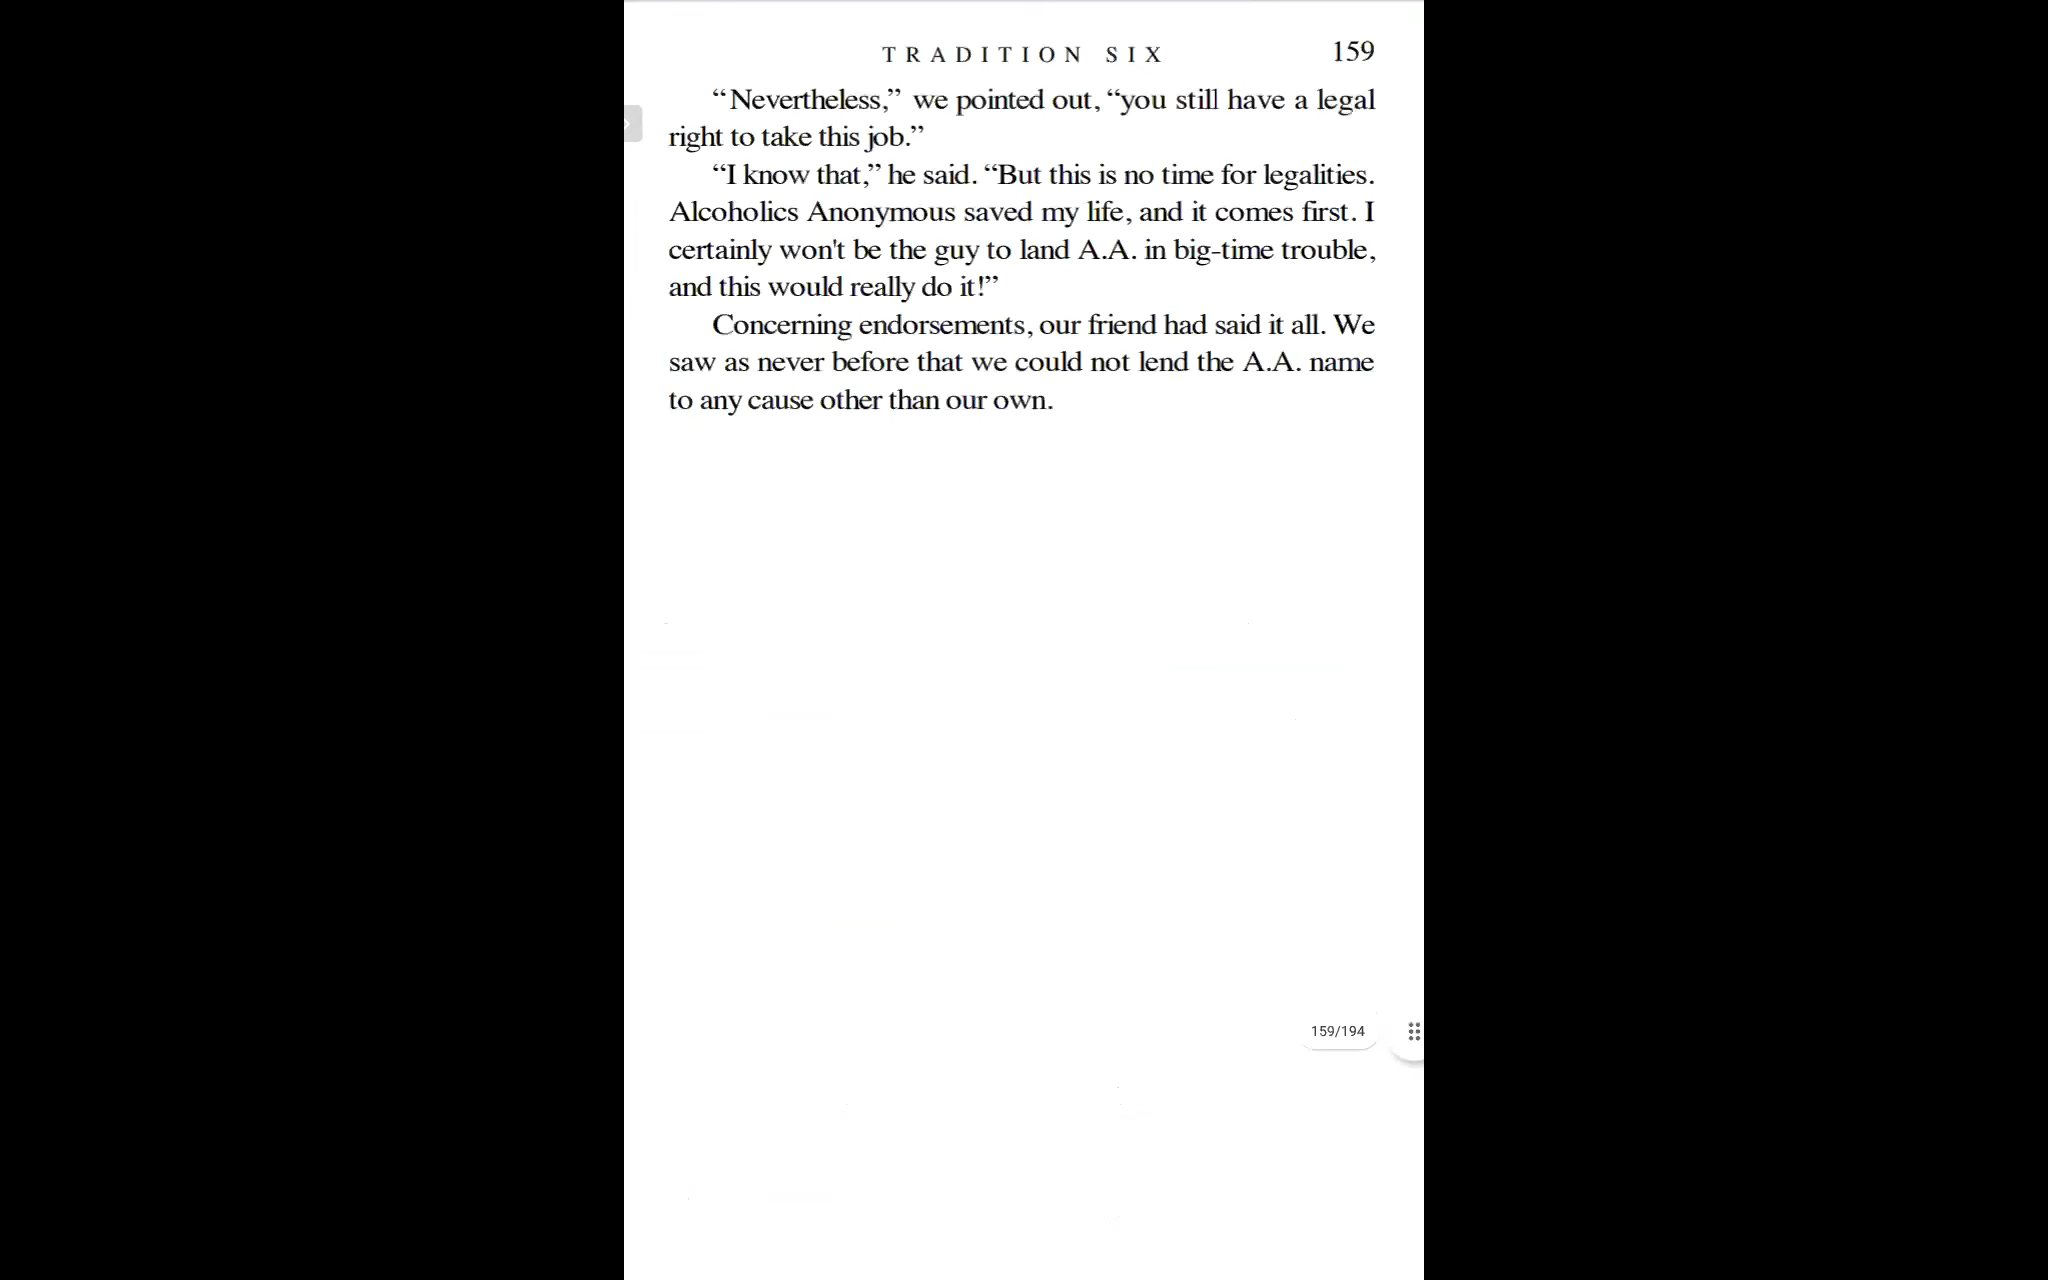 TRADITION SIX 159
“Nevertheless,” we pointed out, “you still have a legal
right to take this job.”
“I know that,” he said. “But this is no time for legalities.
Alcoholics Anonymous saved my life, and it comes first. I
certainly won't be the guy to land A.A. in big-time trouble,
and this would really do it!”
Concerning endorsements, our friend had said it all. We
saw as never before that we could not lend the A.A. name
to any cause other than our own.
159/194